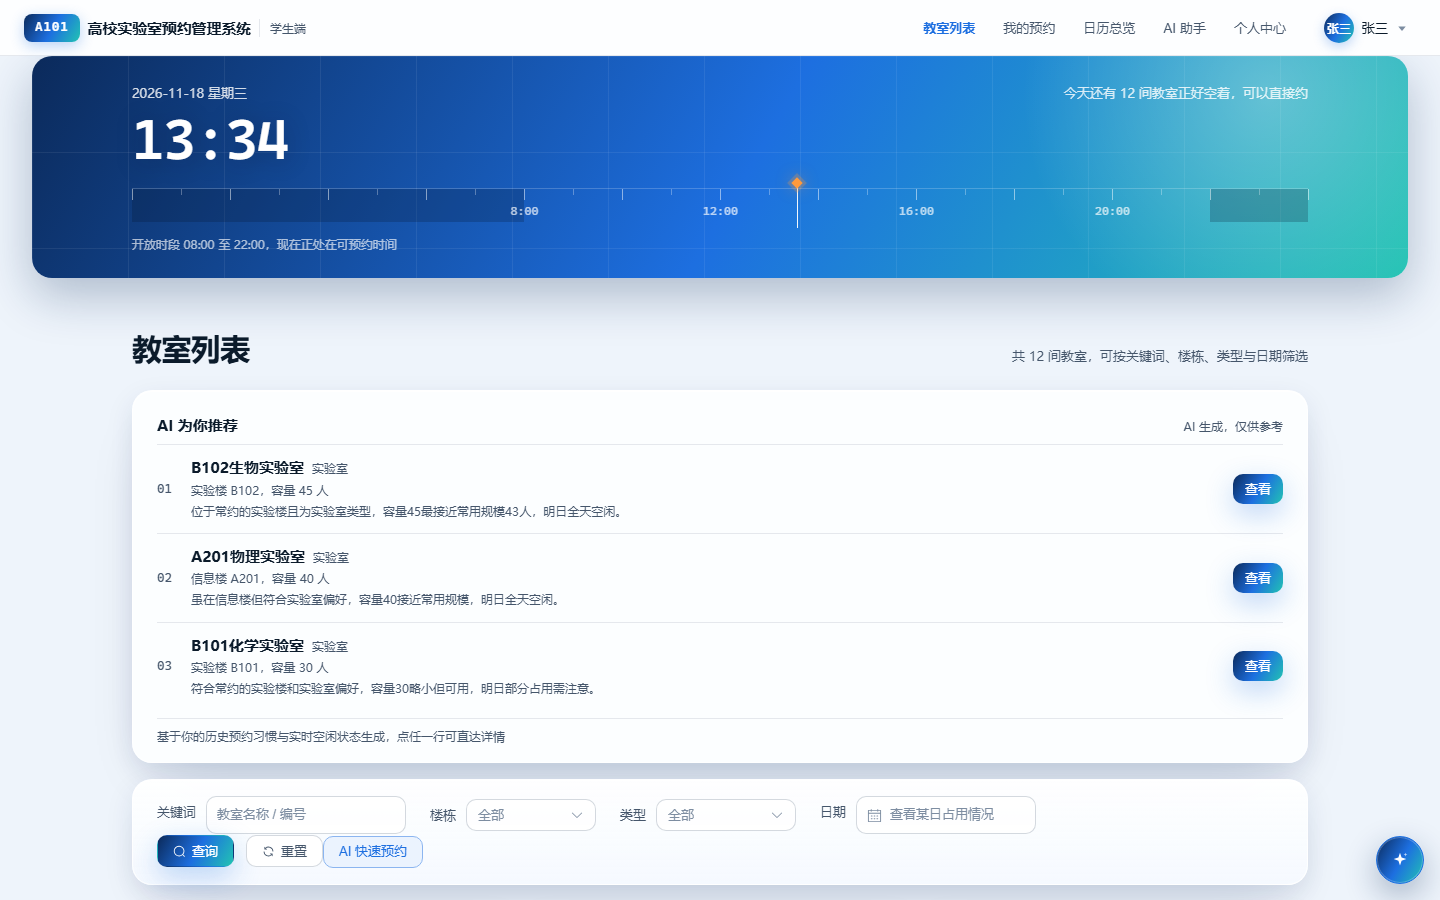 A101 高校实验室预约管理系统 学生端 教室列表 我的预约 日历总览 AI 助手 个人中心 张三 张三
2026-11-18 星期三 今天还有 12 间教室正好空着，可以直接约
13:34
8:00 12:00 16:00 20:00
开放时段 08:00 至 22:00，现在正处在可预约时间
教室列表 共 12 间教室，可按关键词、楼栋、类型与日期筛选
AI 为你推荐 AI 生成，仅供参考
B102生物实验室 实验室
01 实验楼 B102，容量 45 人 查看
位于常约的实验楼且为实验室类型，容量45最接近常用规模43人，明日全天空闲。
A201物理实验室 实验室
02 信息楼 A201，容量 40 人 查看
虽在信息楼但符合实验室偏好，容量40接近常用规模，明日全天空闲。
B101化学实验室 实验室
03 实验楼 B101，容量 30 人 查看
符合常约的实验楼和实验室偏好，容量30略小但可用，明日部分占用需注意。
基于你的历史预约习惯与实时空闲状态生成，点任一行可直达详情
关键词 教室名称 / 编号 楼栋 全部 类型 全部 日期 查看某日占用情况
查询 重置 AI 快速预约